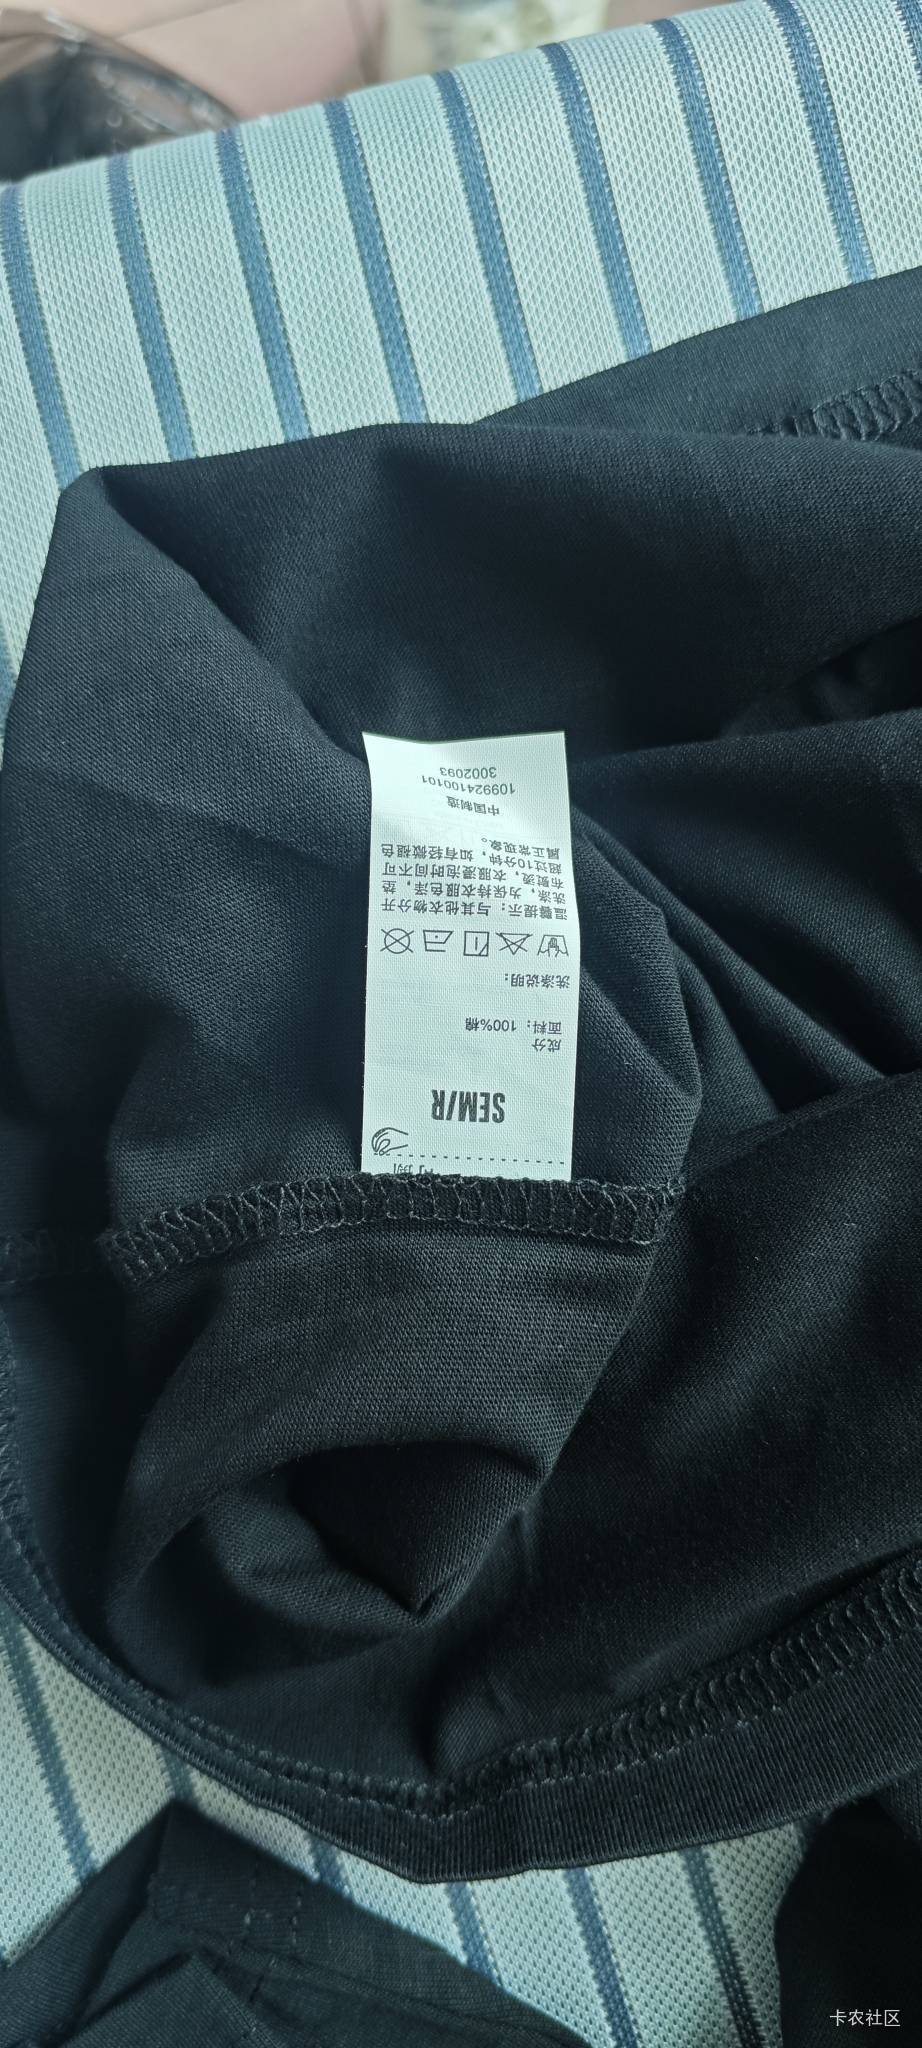 可撕
SEM/R
成分
面料：100%棉
洗涤说明：
温馨提示：与其他衣物分开
洗涤，为保持衣服色泽，垫
布熨烫，衣服浸泡时间不可
超过10分钟，如有轻微褪色
属正常现象。
中国制造
109924100101
3002093
卡农社区